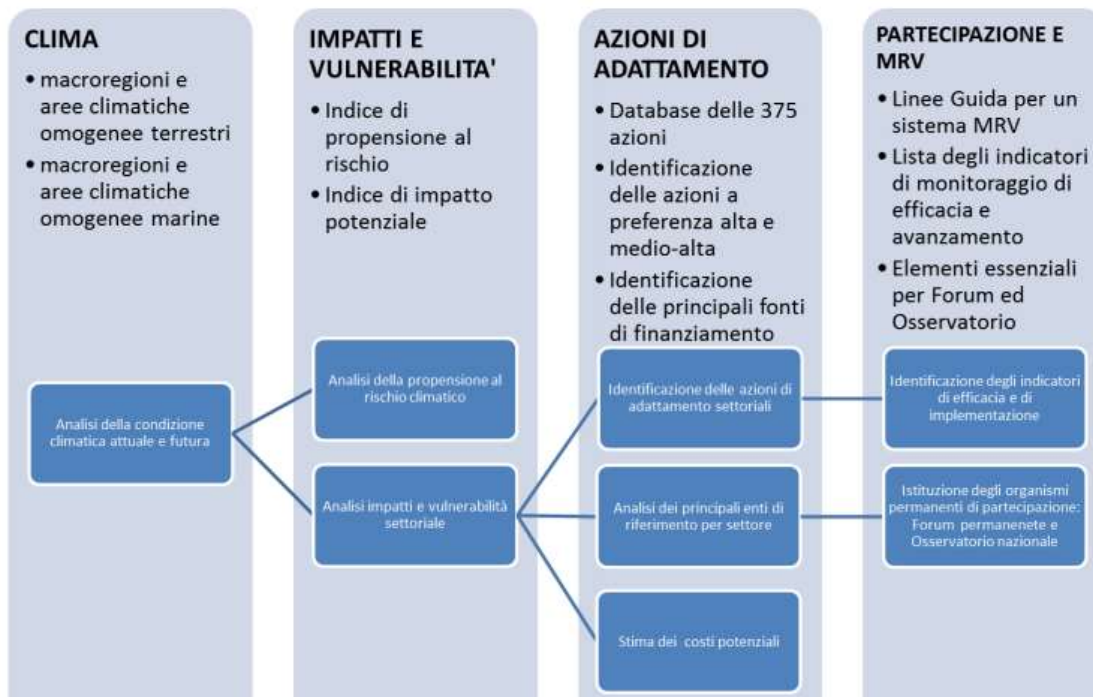 CLIMA
• macroregioni e
aree climatiche
omogenee terrestri
• macroregioni e
aree climatiche
omogenee marine
Analisi della condizione
climatica attuale e futura
IMPATTI E
VULNERABILITA'
• Indice di
propensione al
rischio
• Indice di impatto
potenziale
Analisi della propensione al
rischio climatico
Analisi impatti e vulnerabilità
settoriale
AZIONI DI
ADATTAMENTO
• Database delle 375
azioni
• Identificazione
delle azioni a
preferenza alta e
medio-alta
• Identificazione
delle principali fonti
di finanziamento
Identificazione delle azioni di
adattamento settoriali
Analisi dei principali enti di
riferimento per settore
Stima dei costi potenziali
PARTECIPAZIONE E
MRV
• Linee Guida per un
sistema MRV
• Lista degli indicatori
di monitoraggio di
efficacia e
avanzamento
• Elementi essenziali
per Forum ed
Osservatorio
Identificazione degli indicatori
di efficacia e di
implementazione
Istituzione degli organismi
permanenti di partecipazione:
Forum permanenete e
Osservatorio nazionale